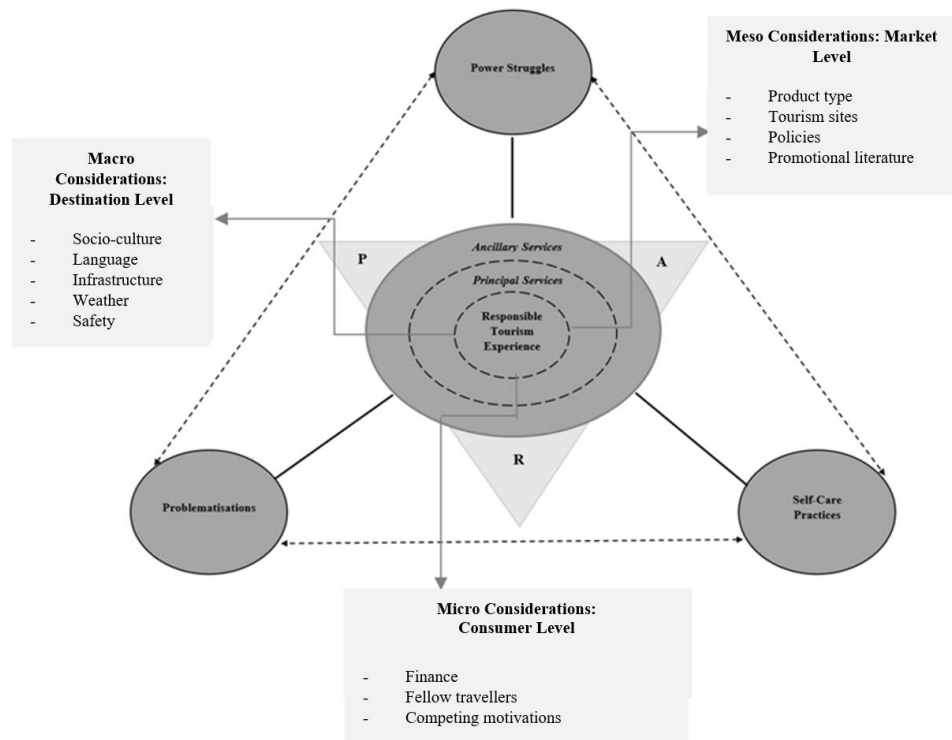 Power Struggles
Meso Considerations: Market
Level
- Product type
- Tourism sites
- Policies
- Promotional literature
Macro
Considerations:
Destination Level
- Socio-culture
- Language
- Infrastructure
- Weather
- Safety
P
Ancillary Services
A
Principal Services
Responsible
Tourism
Experience
R
Problematisations
Self-Care
Practices
Micro Considerations:
Consumer Level
- Finance
- Fellow travellers
- Competing motivations